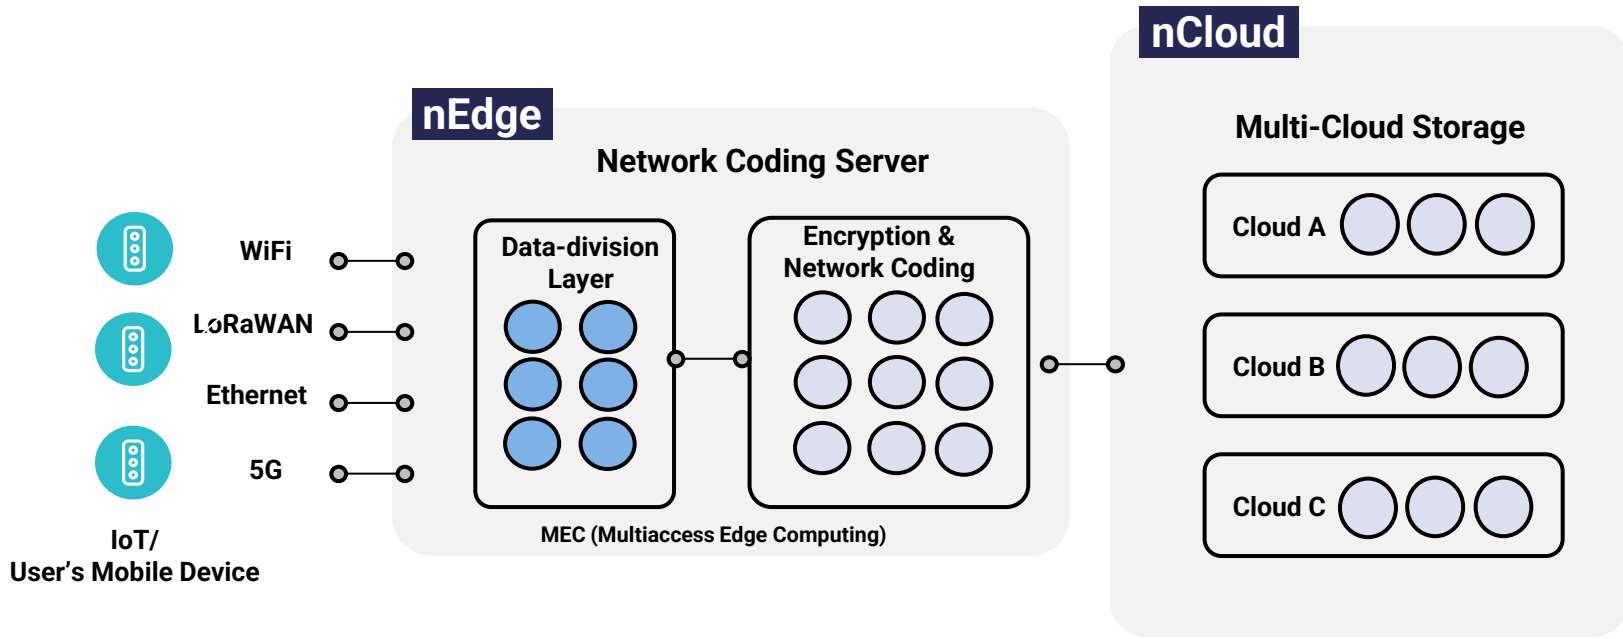 nCloud
nEdge
Multi-Cloud Storage
Network Coding Server
Data-division
Layer
Encryption &
Network Coding
Cloud A
Cloud B
Cloud C
WiFi
LoRaWAN
Ethernet
5G
MEC (Multiaccess Edge Computing)
IoT/
User’s Mobile Device